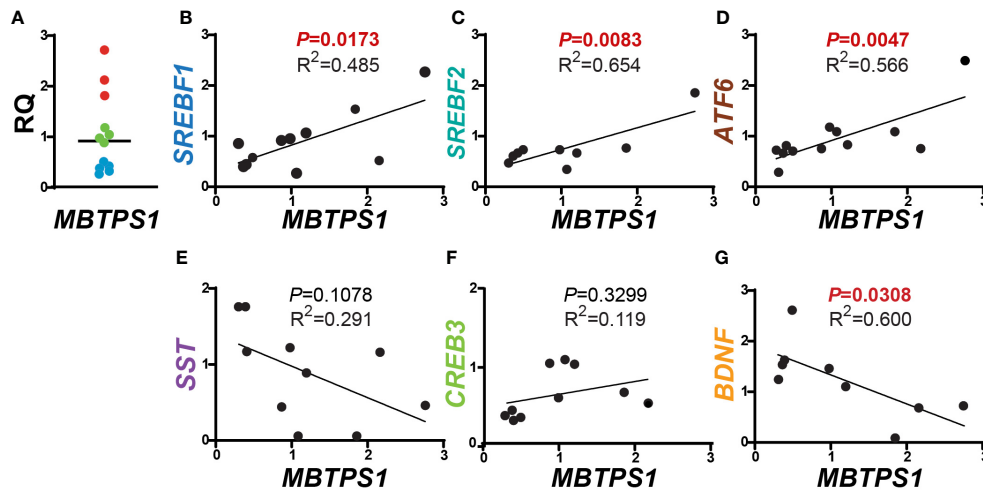 A
RQ
3
2
1
0
MBTPS1
B
SREBF1
P=0.0173
R²=0.485
3
2
1
0
0 1 2 3
MBTPS1
C
SREBF2
P=0.0083
R²=0.654
3
2
1
0
0 1 2 3
MBTPS1
D
ATF6
P=0.0047
R²=0.566
3
2
1
0
0 1 2 3
MBTPS1
E
SST
P=0.1078
R²=0.291
2
1
0
0 1 2 3
MBTPS1
F
CREB3
P=0.3299
R²=0.119
2
1
0
0 1 2 3
MBTPS1
G
BDNF
P=0.0308
R²=0.600
3
2
1
0
0 1 2 3
MBTPS1